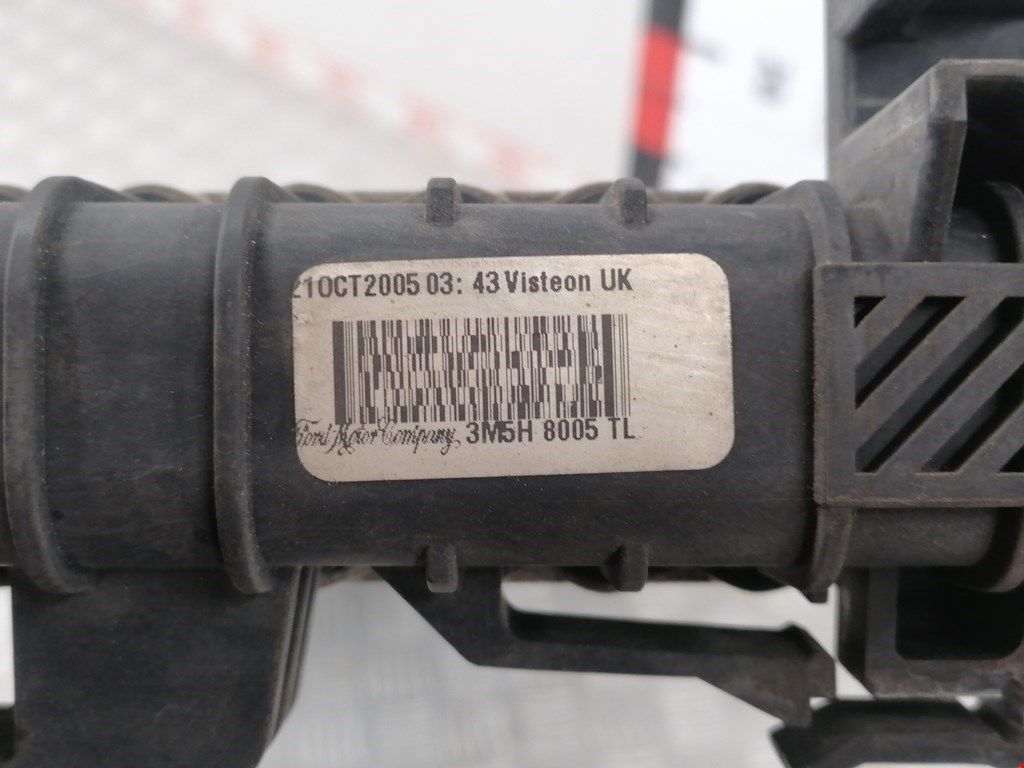 21OCT2005 03: 43 Visteon UK
Ford Motor Company 3M5H 8005 TL